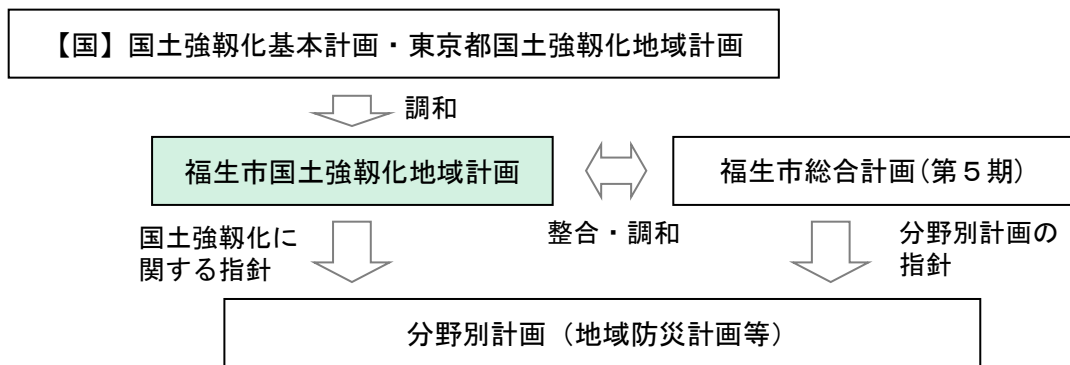 【国】国土強靱化基本計画・東京都国土強靱化地域計画
調和
福生市国土強靱化地域計画
福生市総合計画(第５期)
整合・調和
国土強靱化に
関する指針
分野別計画の
指針
分野別計画（地域防災計画等）